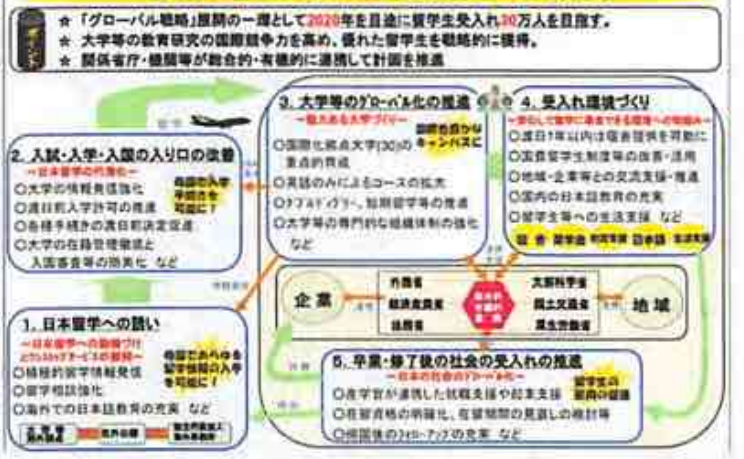 ☆ 「グローバル戦略」展開の一環として2020年を目途に留学生受入れ30万人を目指す。
☆ 大学等の教育研究の国際競争力を高め、優れた留学生を戦略的に獲得。
☆ 関係省庁・機関等が総合的・有機的に連携して計画を推進
3. 大学等のグローバル化の推進
～魅力ある大学づくり～
○国際化拠点大学(30)の
重点的育成
○英語のみによるコースの拡大
○ダブルディグリー、短期留学等の推進
○大学等の専門的な組織体制の強化
など
国際色豊かな
キャンパスに
4. 受入れ環境づくり
○渡日1年以内は宿舎提供を可能に
○国費留学生制度等の改善・活用
○地域・企業等との交流支援・推進
○国内の日本語教育の充実
○留学生等への生活支援 など
宿舎 奨学金 日本語 生活支援
2. 入試・入学・入国の入り口の改善
～日本留学の円滑化～
○大学の情報発信強化
○渡日前入学許可の推進
○各種手続きの渡日前決定促進
○大学の在籍管理徹底と
入国審査等の簡素化 など
母国で入学
手続きを
可能に！
企業
外務省
経済産業省
法務省
文部科学省
国土交通省
厚生労働省
地域
1. 日本留学への誘い
～日本留学への動機づけ
とワンストップサービスの展開～
○積極的留学情報発信
○留学相談強化
○海外での日本語教育の充実 など
母国であらゆる
留学情報の入手
を可能に！
在外公館
5. 卒業・修了後の社会の受入れの推進
～日本の社会のグローバル化～
○産学官が連携した就職支援や起業支援
○在留資格の明確化、在留期間の見直しの検討等
○帰国後のフォローアップの充実 など
留学生の